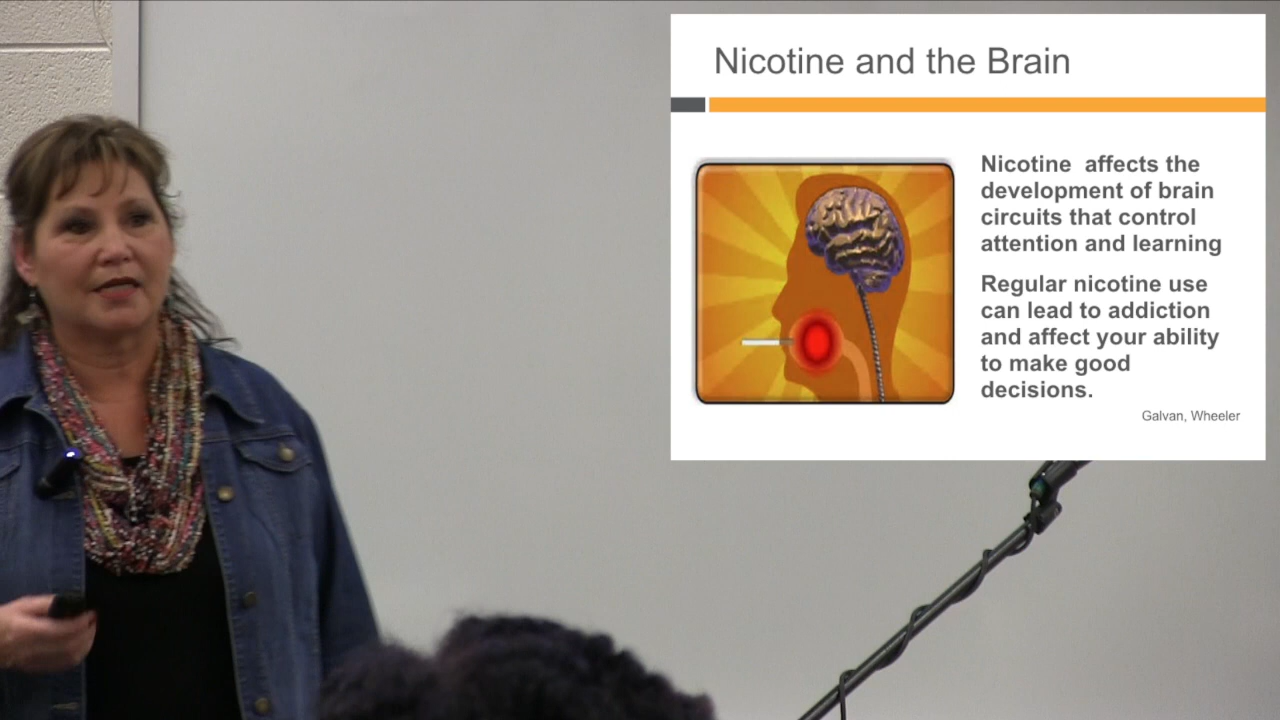 Nicotine and the Brain
Nicotine  affects the
development of brain
circuits that control
attention and learning
Regular nicotine use
can lead to addiction
and affect your ability
to make good
decisions.
Galvan, Wheeler